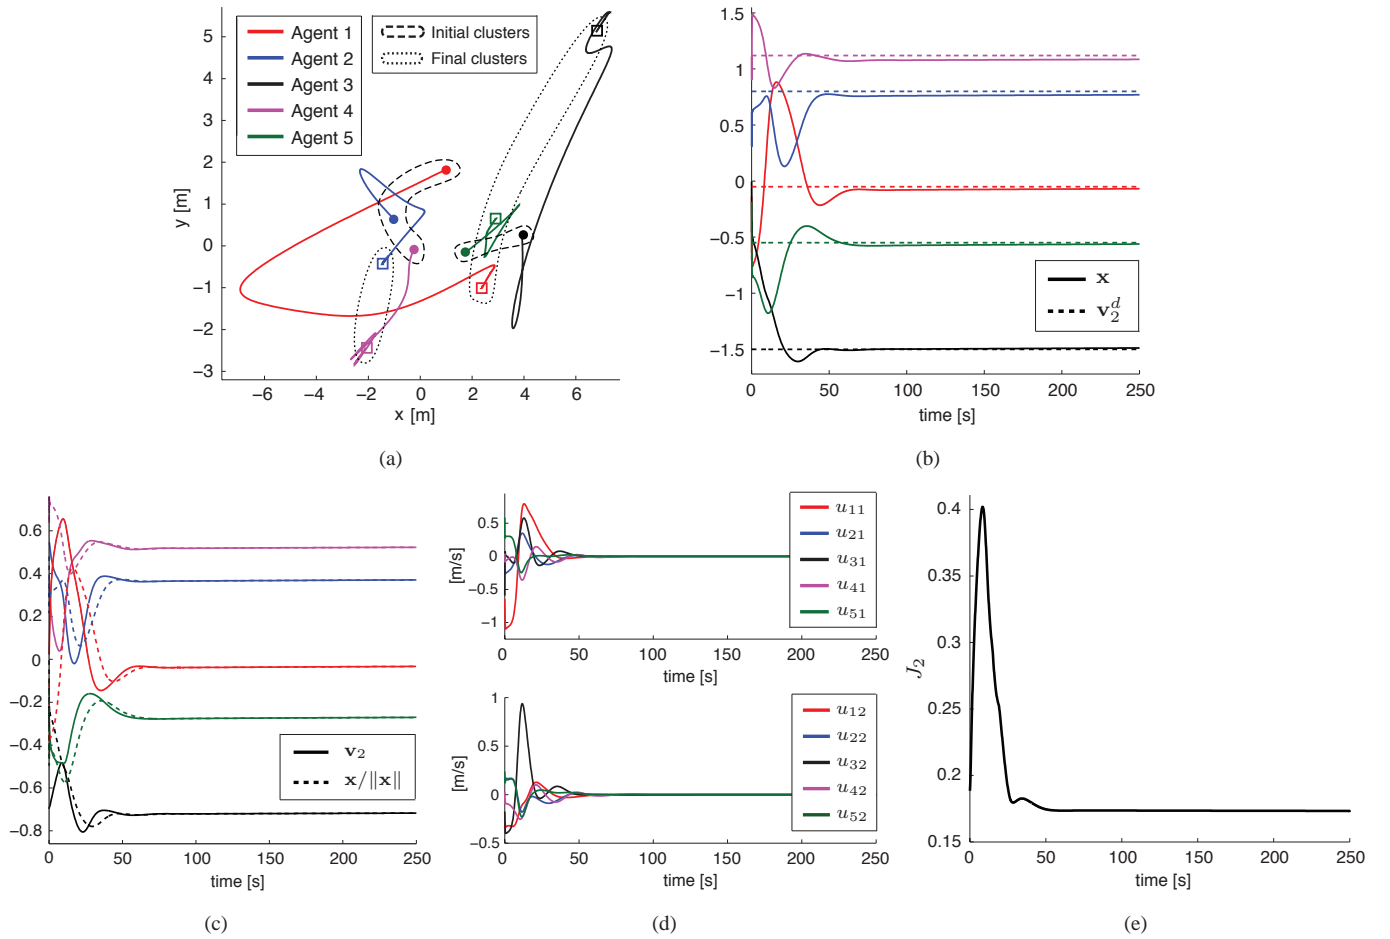 Agent 1
Agent 2
Agent 3
Agent 4
Agent 5
Initial clusters
Final clusters
5
4
3
2
1
0
−1
−2
−3
y [m]
−6
−4
−2
0
2
4
6
x [m]
(a)
1.5
1
0.5
0
−0.5
−1
−1.5
x
v₂ᵈ
0
50
100
150
200
250
time [s]
(b)
0.6
0.4
0.2
0
−0.2
−0.4
−0.6
−0.8
v₂
x/∥x∥
0
50
100
150
200
250
time [s]
(c)
0.5
0
−0.5
−1
[m/s]
u₁₁
u₂₁
u₃₁
u₄₁
u₅₁
0
50
100
150
200
250
time [s]
1
0.5
0
−0.5
[m/s]
u₁₂
u₂₂
u₃₂
u₄₂
u₅₂
0
50
100
150
200
250
time [s]
(d)
0.4
0.35
0.3
0.25
0.2
0.15
J₂
0
50
100
150
200
250
time [s]
(e)